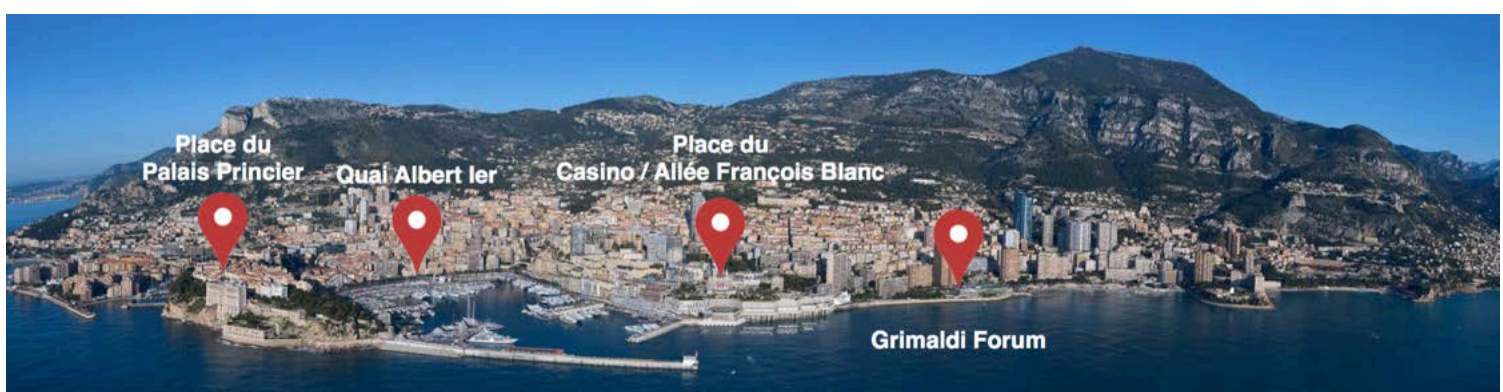 Place du
Palais Princier
Quai Albert Ier
Place du
Casino / Allée François Blanc
Grimaldi Forum